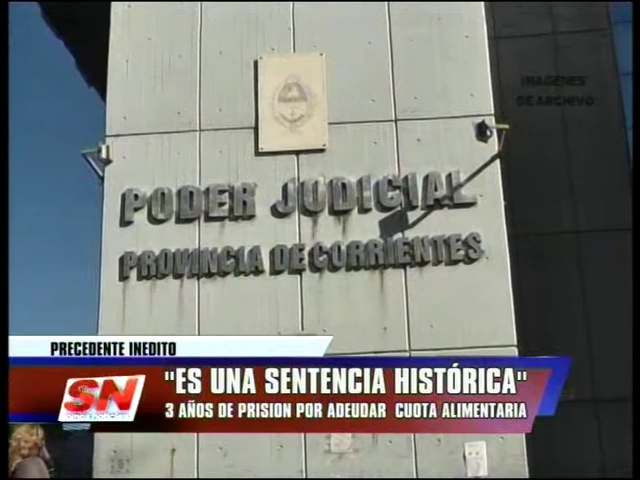 IMAGENES
DE ARCHIVO
PODER JUDICIAL
PROVINCIA DE CORRIENTES
PRECEDENTE INEDITO
SN
"ES UNA SENTENCIA HISTÓRICA"
3 AÑOS DE PRISION POR ADEUDAR CUOTA ALIMENTARIA